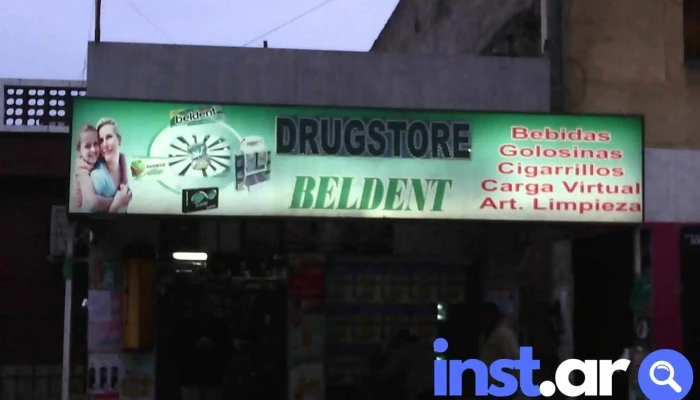 beldent
DRUGSTORE
BELDENT
Bebidas
Golosinas
Cigarrillos
Carga Virtual
Art. Limpieza
inst.ar